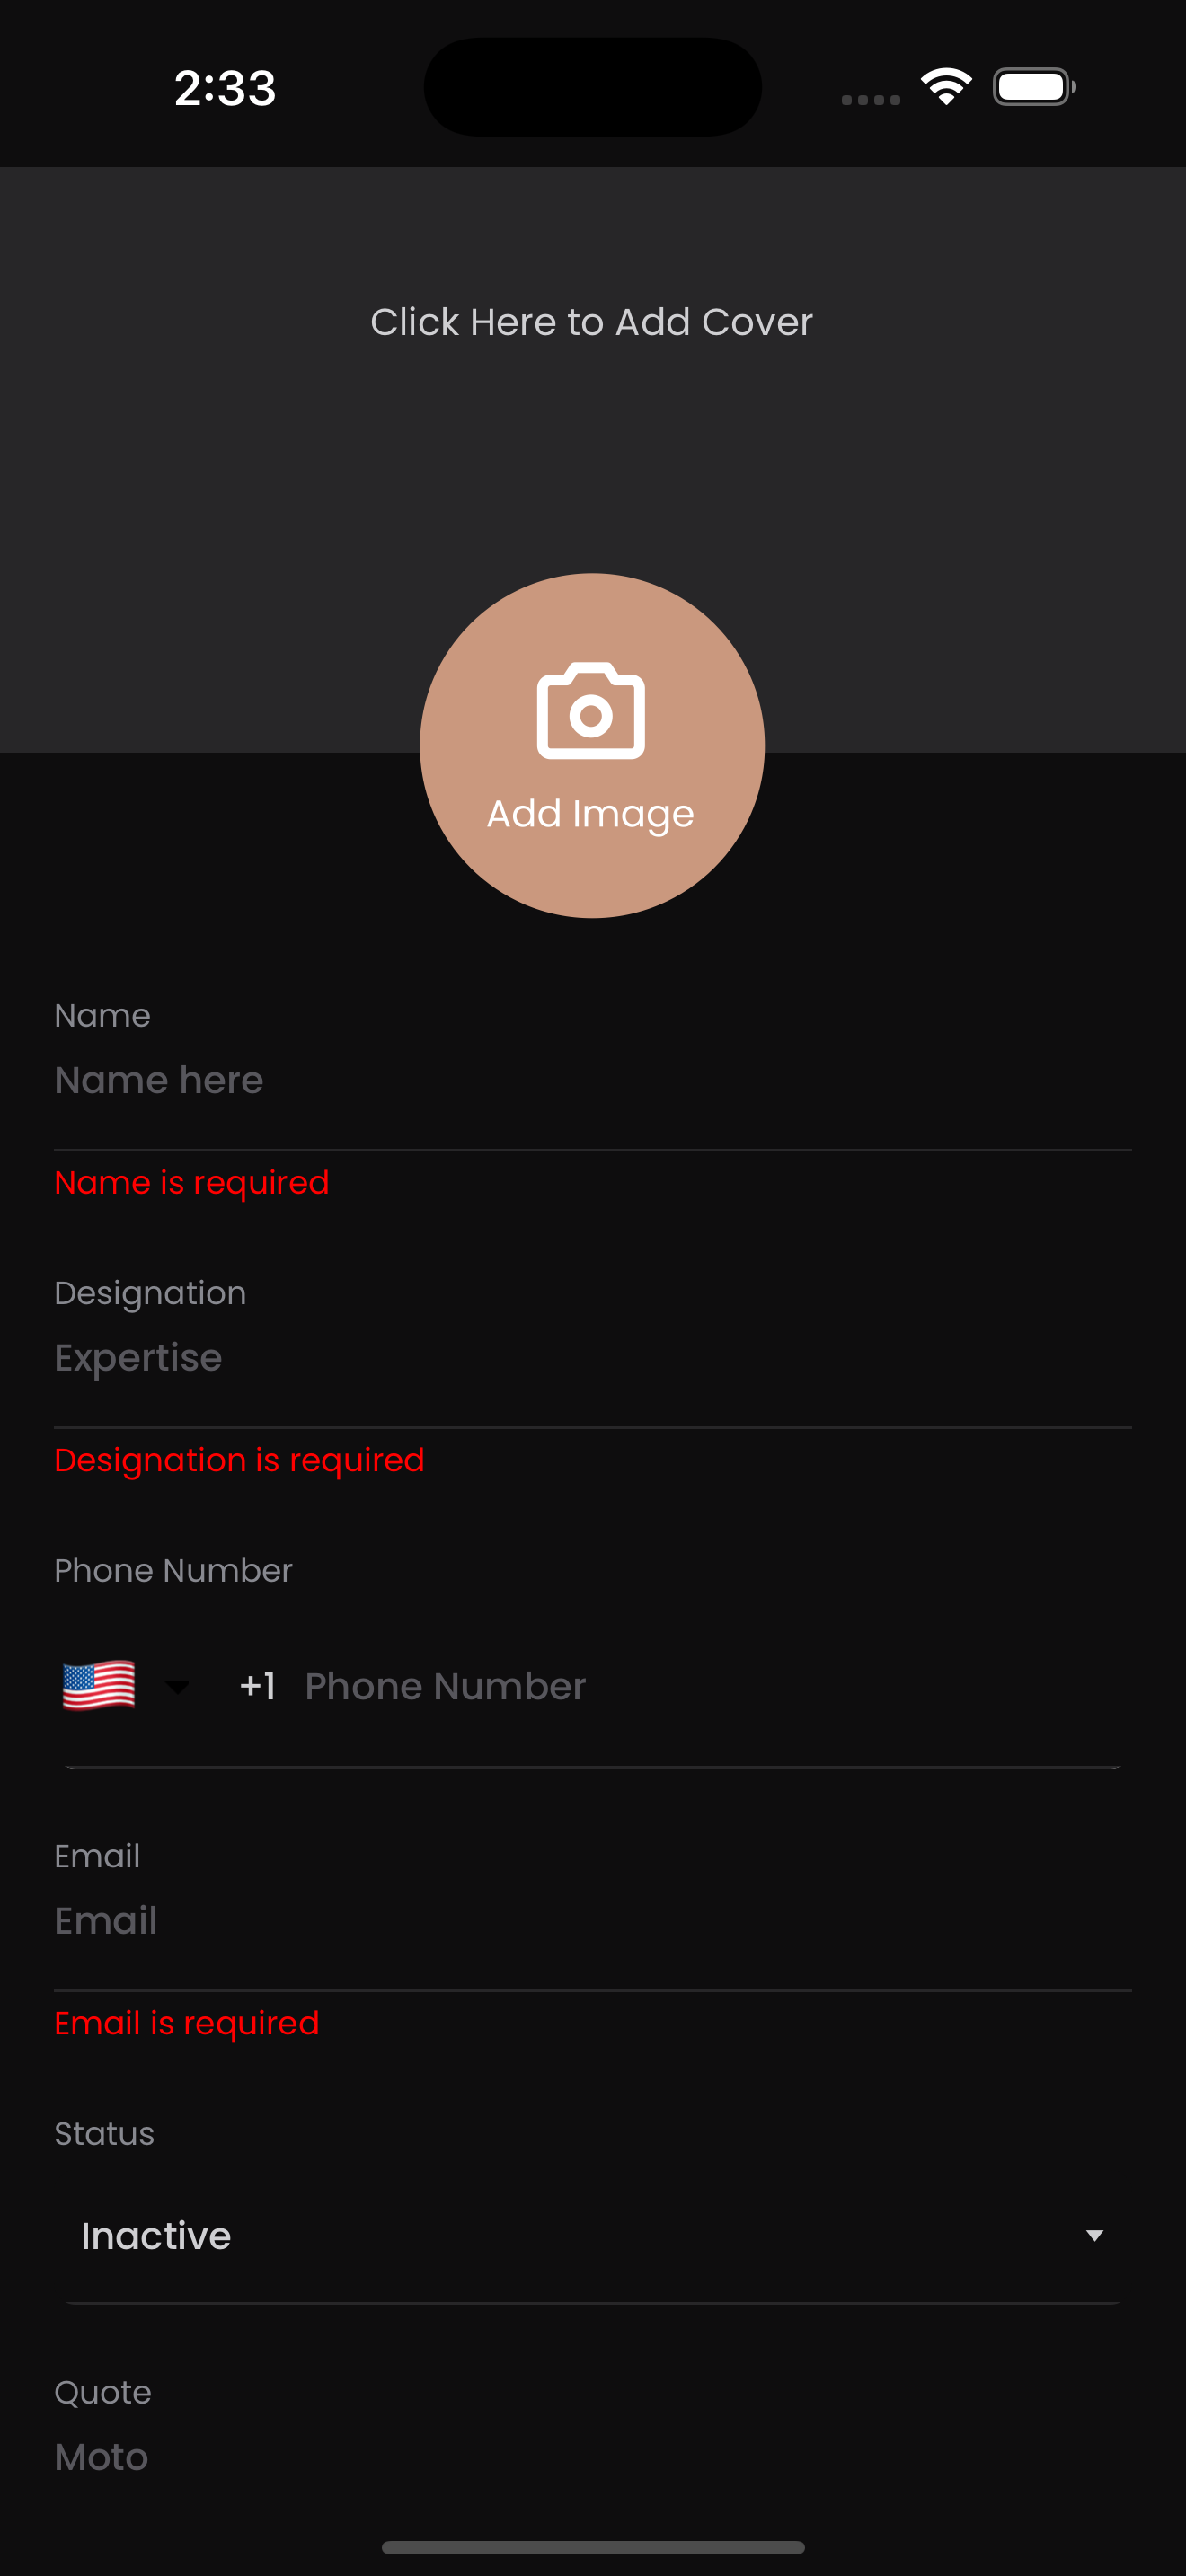 2:33
Click Here to Add Cover
Add Image
Name
Name here
Name is required
Designation
Expertise
Designation is required
Phone Number
+1 Phone Number
Email
Email
Email is required
Status
Inactive
Quote
Moto